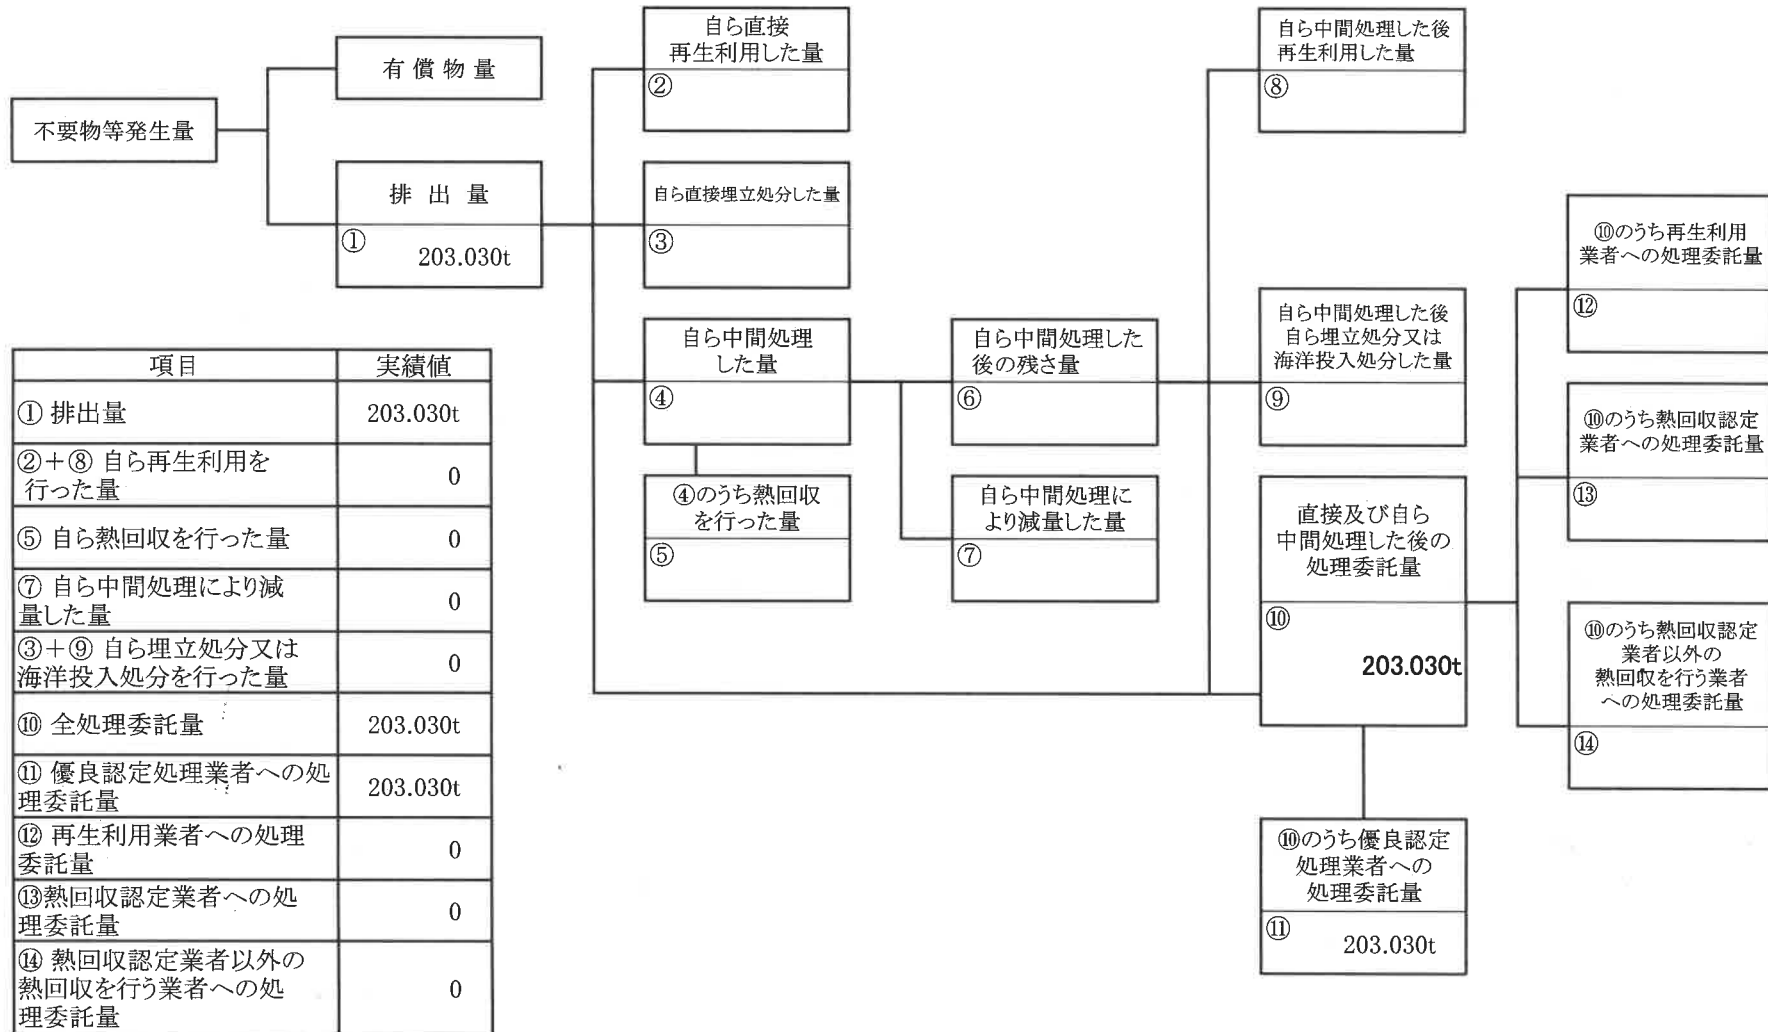 不要物等発生量
有償物量
排出量
①
203.030t
自ら直接
再生利用した量
②
自ら直接埋立処分した量
③
自ら中間処理
した量
④
④のうち熱回収
を行った量
⑤
自ら中間処理した
後の残さ量
⑥
自ら中間処理に
より減量した量
⑦
自ら中間処理した後
再生利用した量
⑧
自ら中間処理した後
自ら埋立処分又は
海洋投入処分した量
⑨
直接及び自ら
中間処理した後の
処理委託量
⑩
203.030t
⑩のうち優良認定
処理業者への
処理委託量
⑪
203.030t
⑩のうち再生利用
業者への処理委託量
⑫
⑩のうち熱回収認定
業者への処理委託量
⑬
⑩のうち熱回収認定
業者以外の
熱回収を行う業者
への処理委託量
⑭
項目 実績値
① 排出量 203.030t
②+⑧ 自ら再生利用を
行った量 0
⑤ 自ら熱回収を行った量 0
⑦ 自ら中間処理により減
量した量 0
③+⑨ 自ら埋立処分又は
海洋投入処分を行った量 0
⑩ 全処理委託量 203.030t
⑪ 優良認定処理業者への処
理委託量 203.030t
⑫ 再生利用業者への処理
委託量 0
⑬熱回収認定業者への処
理委託量 0
⑭ 熱回収認定業者以外の
熱回収を行う業者への処
理委託量 0